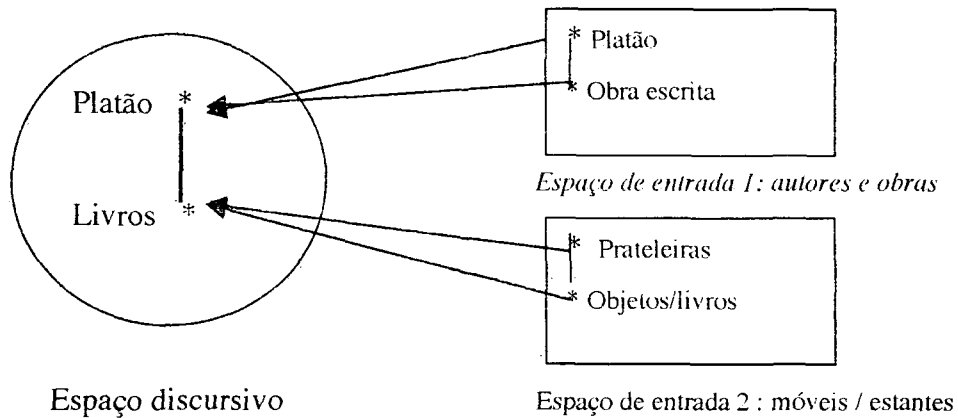 Platão *
Livros *
Espaço discursivo
* Platão
* Obra escrita
Espaço de entrada 1: autores e obras
* Prateleiras
* Objetos/livros
Espaço de entrada 2 : móveis / estantes